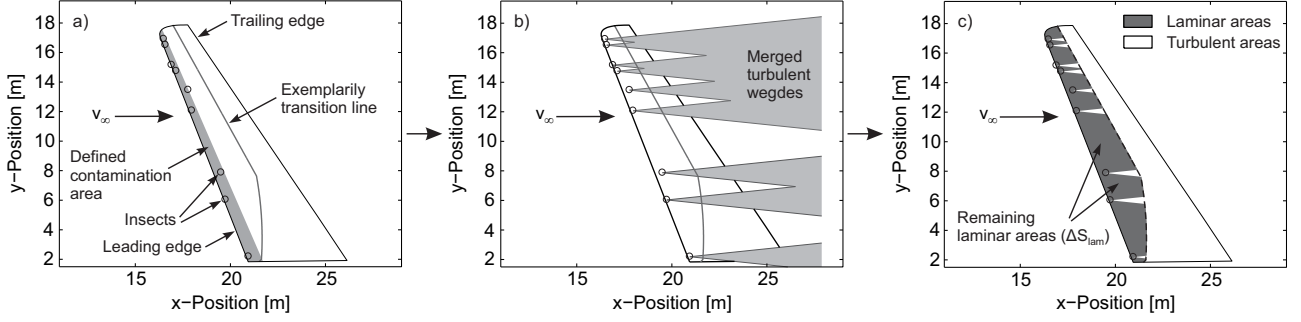 a)
Trailing edge
Exemplarily
transition line
v∞
Defined
contamination
area
Insects
Leading edge
18
16
14
12
10
8
6
4
2
15
20
25
y−Position [m]
x−Position [m]
b)
Merged
turbulent
wegdes
v∞
18
16
14
12
10
8
6
4
2
15
20
25
y−Position [m]
x−Position [m]
c)
Laminar areas
Turbulent areas
v∞
Remaining
laminar areas (ΔSlam)
18
16
14
12
10
8
6
4
2
15
20
25
y−Position [m]
x−Position [m]